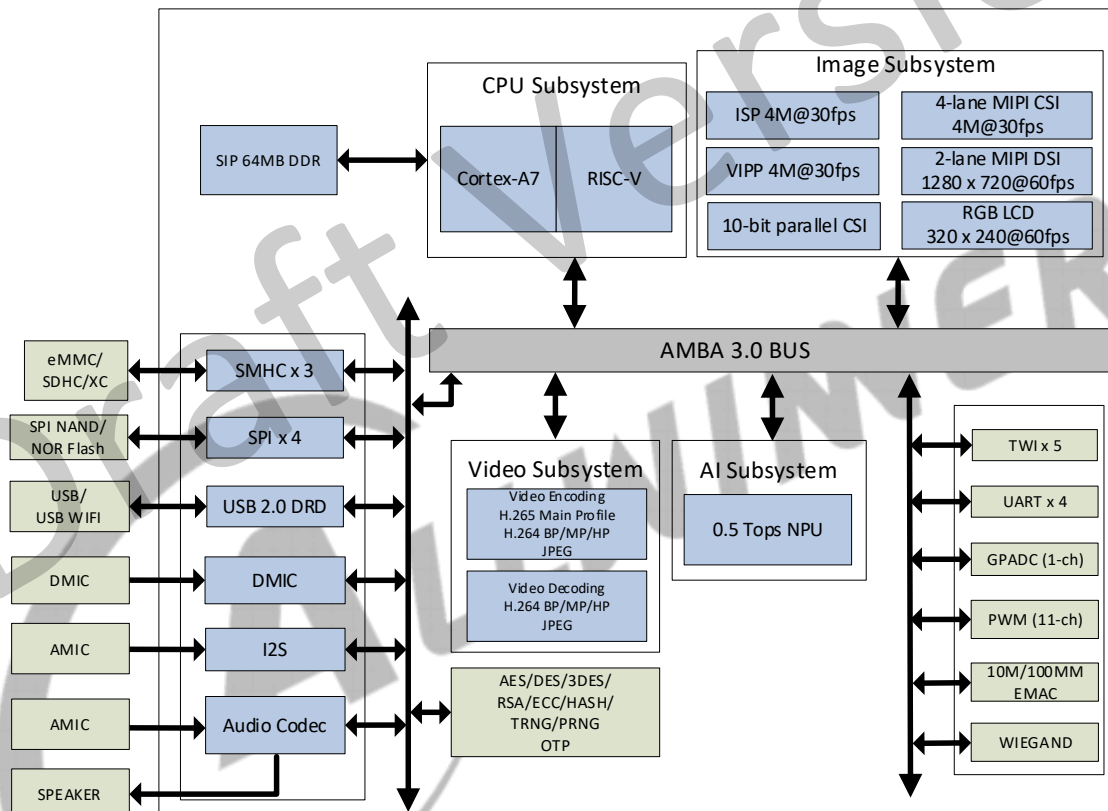 CPU Subsystem
Cortex-A7
RISC-V
SIP 64MB DDR
Image Subsystem
ISP 4M@30fps
4-lane MIPI CSI
4M@30fps
VIPP 4M@30fps
2-lane MIPI DSI
1280 x 720@60fps
10-bit parallel CSI
RGB LCD
320 x 240@60fps
AMBA 3.0 BUS
eMMC/
SDHC/XC
SMHC x 3
SPI NAND/
NOR Flash
SPI x 4
USB/
USB WIFI
USB 2.0 DRD
DMIC
DMIC
AMIC
I2S
AMIC
Audio Codec
SPEAKER
Video Subsystem
Video Encoding
H.265 Main Profile
H.264 BP/MP/HP
JPEG
Video Decoding
H.264 BP/MP/HP
JPEG
AI Subsystem
0.5 Tops NPU
AES/DES/3DES/
RSA/ECC/HASH/
TRNG/PRNG
OTP
TWI x 5
UART x 4
GPADC (1-ch)
PWM (11-ch)
10M/100MM
EMAC
WIEGAND
Draft Versi
ALLWINNER